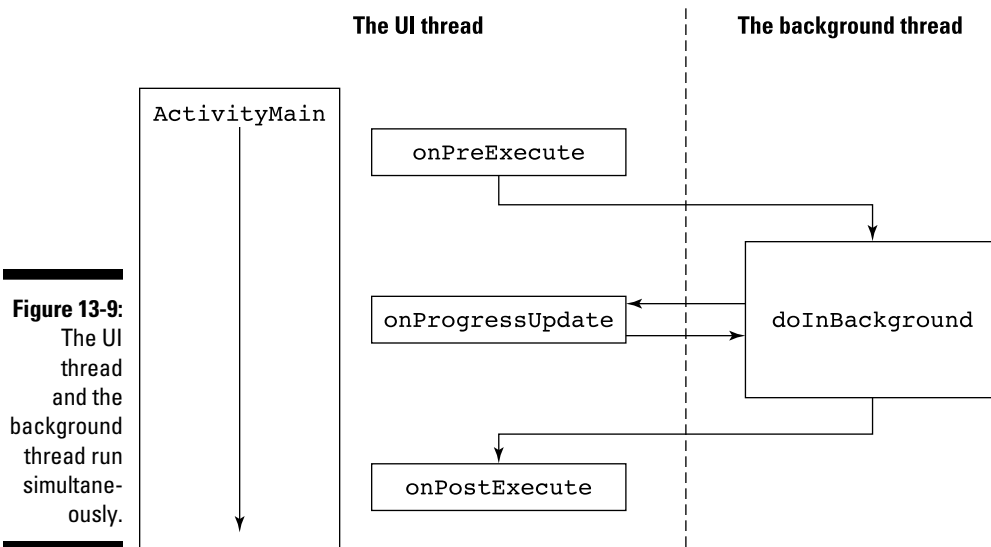 The UI thread
The background thread
ActivityMain
onPreExecute
onProgressUpdate
doInBackground
onPostExecute
Figure 13-9:
The UI
thread
and the
background
thread run
simultane-
ously.